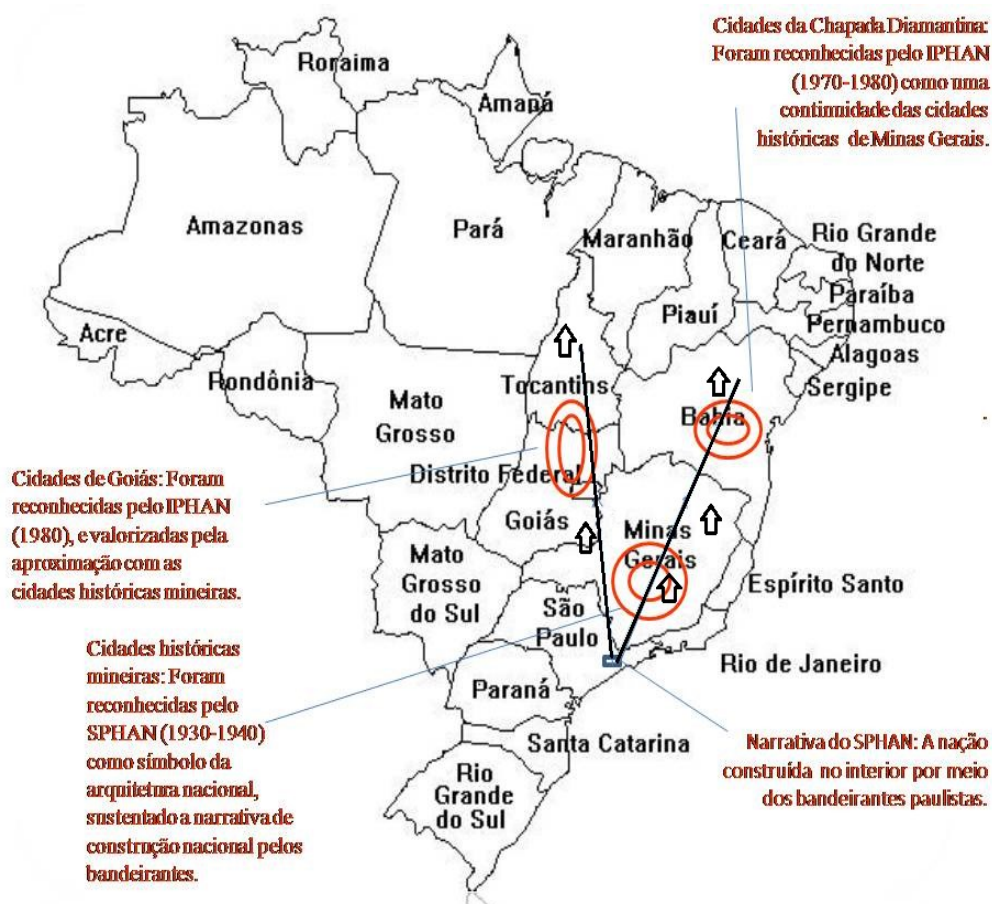 Cidades da Chapada Diamantina:
Foram reconhecidas pelo IPHAN
(1970-1980) como uma
continuidade das cidades
históricas de Minas Gerais.
Roraima
Amapá
Amazonas
Pará
Maranhão
Ceará
Rio Grande
do Norte
Paraíba
Pernambuco
Alagoas
Sergipe
Piauí
Acre
Rondônia
Tocantins
Mato
Grosso
Bahia
Distrito Federal
Goiás
Minas
Gerais
Cidades de Goiás: Foram
reconhecidas pelo IPHAN
(1980), e valorizadas pela
aproximação com as
cidades históricas mineiras.
Mato
Grosso
do Sul
Espírito Santo
São
Paulo
Rio de Janeiro
Paraná
Santa Catarina
Rio
Grande
do Sul
Cidades históricas
mineiras: Foram
reconhecidas pelo
SPHAN (1930-1940)
como símbolo da
arquitetura nacional,
sustentado a narrativa de
construção nacional pelos
bandeirantes.
Narrativa do SPHAN: A nação
construída no interior por meio
dos bandeirantes paulistas.